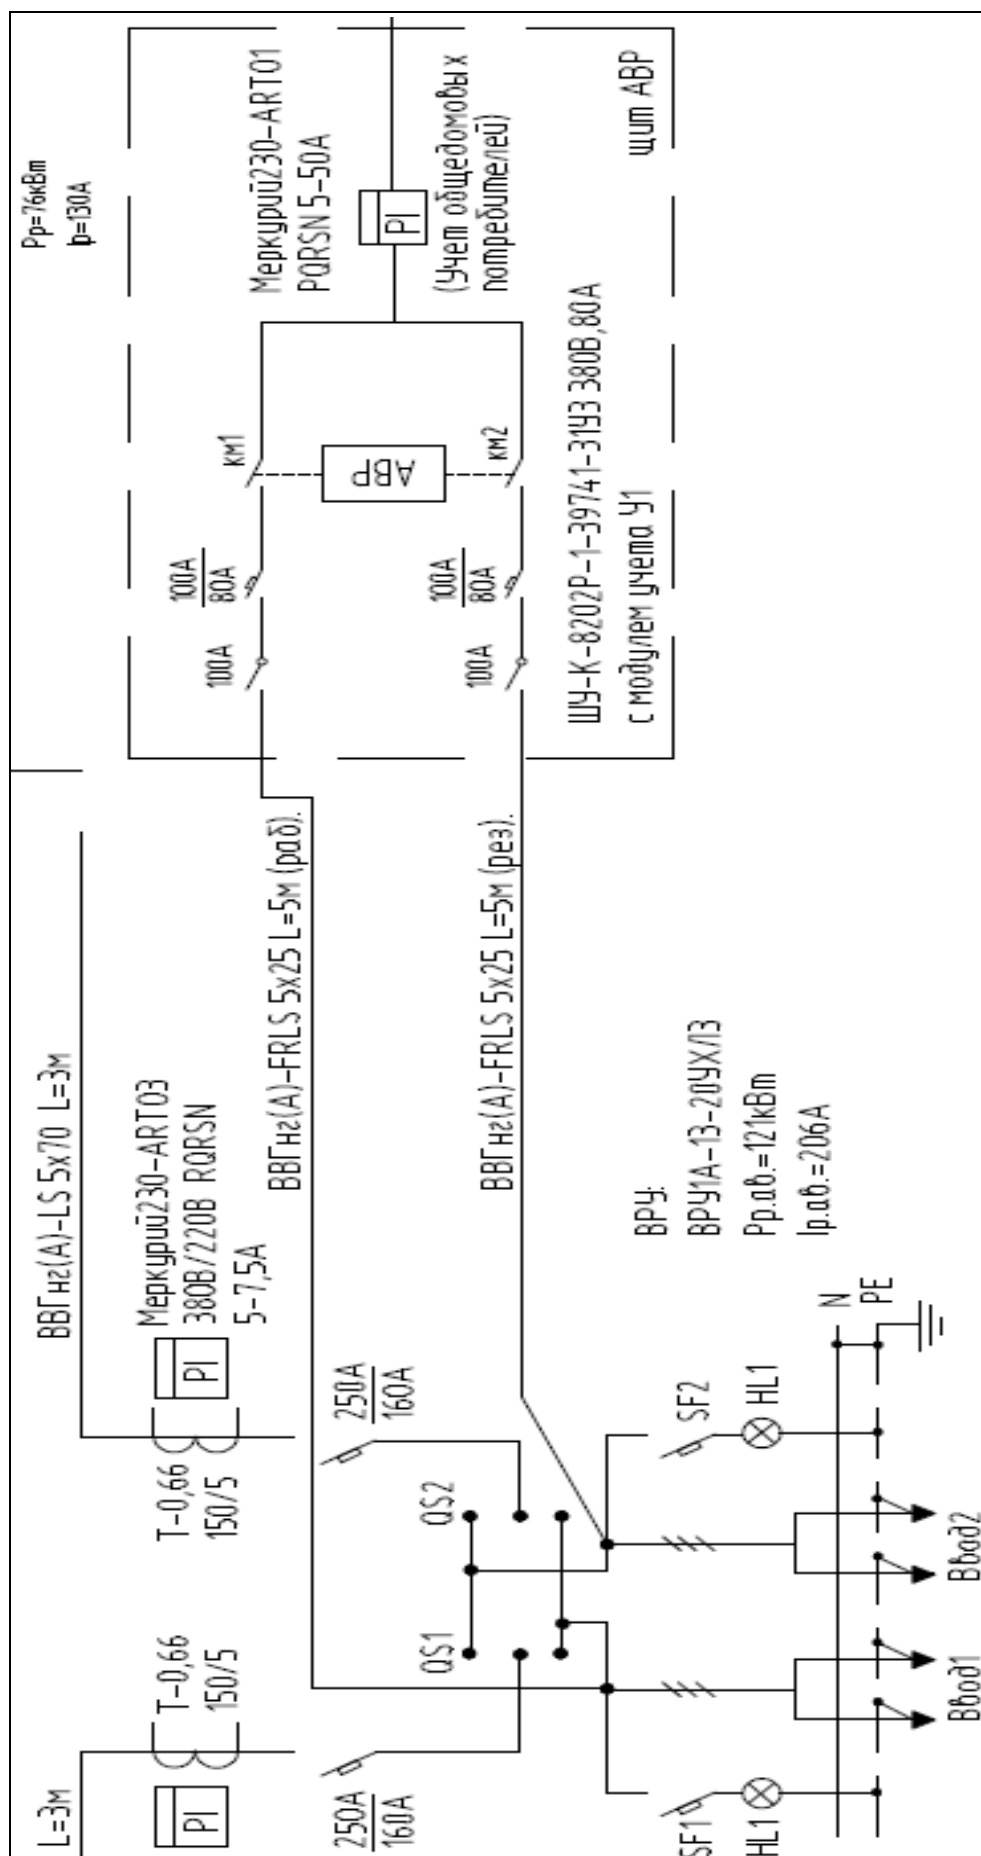 Рр=76кВт
Iр=130А
Меркурий230-ART01
PQRSN 5-50А
PI
(Учет общедомовых
потребителей)
щит АВР
км1
АВР
км2
100А
80А
100А
100А
80А
100А
ШУ-К-8202Р-1-39741-31У3 380В,80А
с модулем учета У1
ВВГнг(А)-LS 5х70 L=3м
Меркурий230-ART03
380В/220В RQRSN
5-7,5А
PI
Т-0,66
150/5
ВВГнг(А)-FRLS 5х25 L=5м (раб).
ВВГнг(А)-FRLS 5х25 L=5м (рез).
250А
160А
QS2
QS1
ВРУ:
ВРУ1А-13-20УХЛ3
Рр.ав.=121кВт
Iр.ав.=206А
SF2
HL1
N
PE
Ввод2
Ввод1
L=3м
Т-0,66
150/5
PI
250А
160А
SF1
HL1